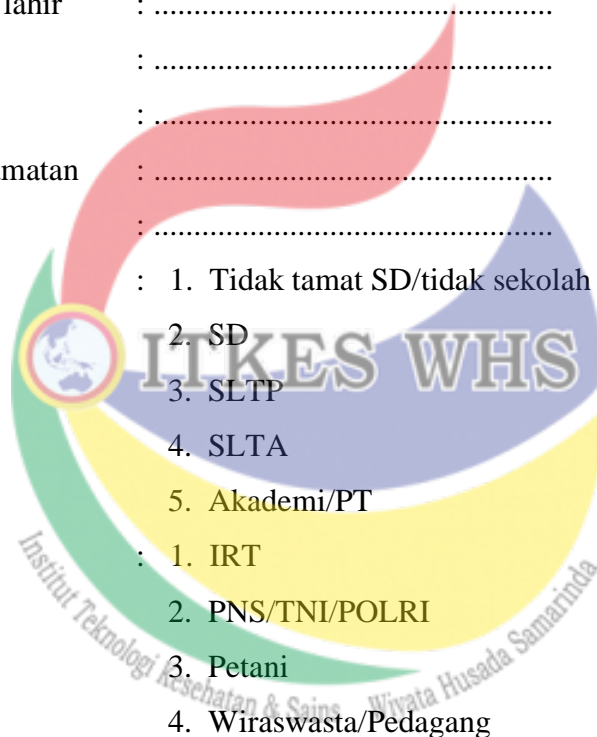 lahir : ................................................
: ................................................
: ................................................
matan : ................................................
: ................................................
: 1. Tidak tamat SD/tidak sekolah
2. SD
ITKES WHS
3. SLTP
4. SLTA
5. Akademi/PT
: 1. IRT
2. PNS/TNI/POLRI
3. Petani
4. Wiraswasta/Pedagang
Institut Teknologi Kesehatan & Sains Wiyata Husada Samarinda